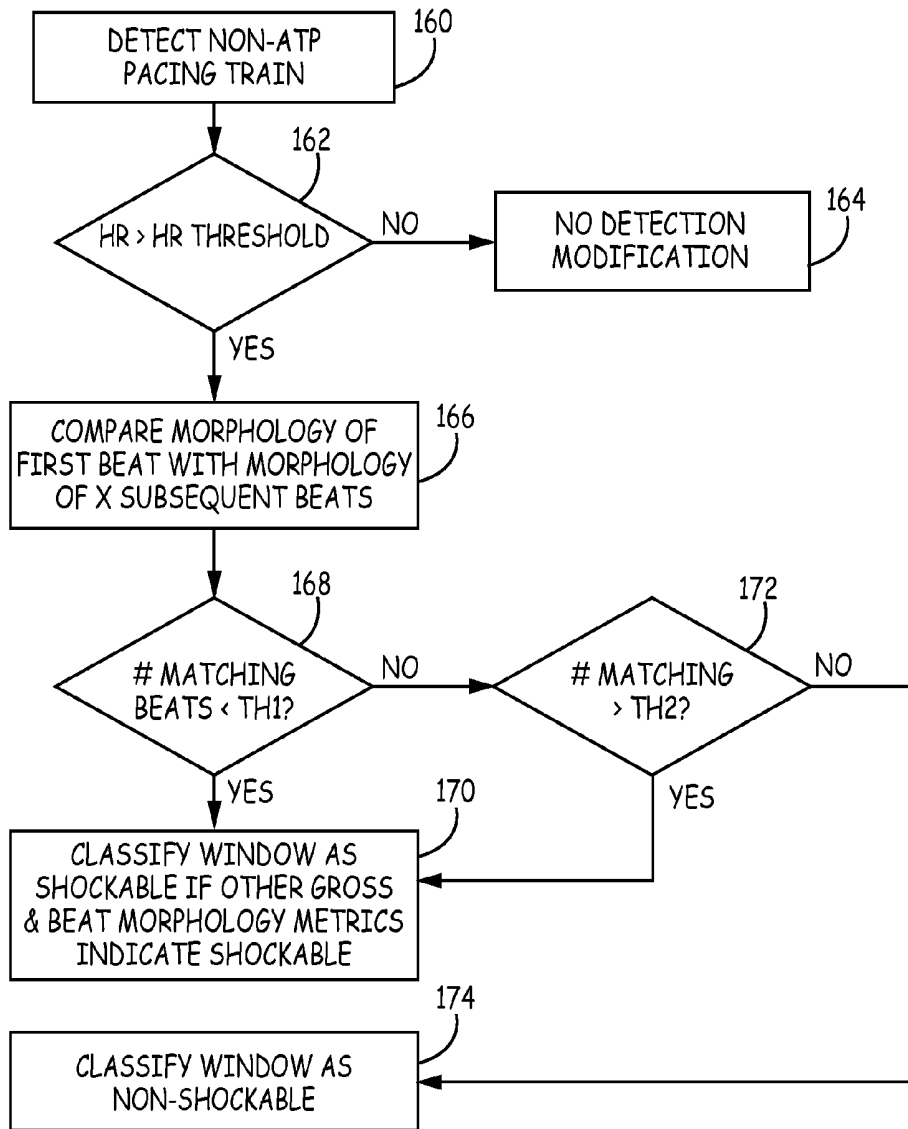 DETECT NON-ATP
PACING TRAIN
160
162
HR > HR THRESHOLD
NO
NO DETECTION
MODIFICATION
164
YES
COMPARE MORPHOLOGY OF
FIRST BEAT WITH MORPHOLOGY
OF X SUBSEQUENT BEATS
166
168
# MATCHING
BEATS < TH1?
NO
172
# MATCHING
> TH2?
NO
YES
YES
170
CLASSIFY WINDOW AS
SHOCKABLE IF OTHER GROSS
& BEAT MORPHOLOGY METRICS
INDICATE SHOCKABLE
174
CLASSIFY WINDOW AS
NON-SHOCKABLE